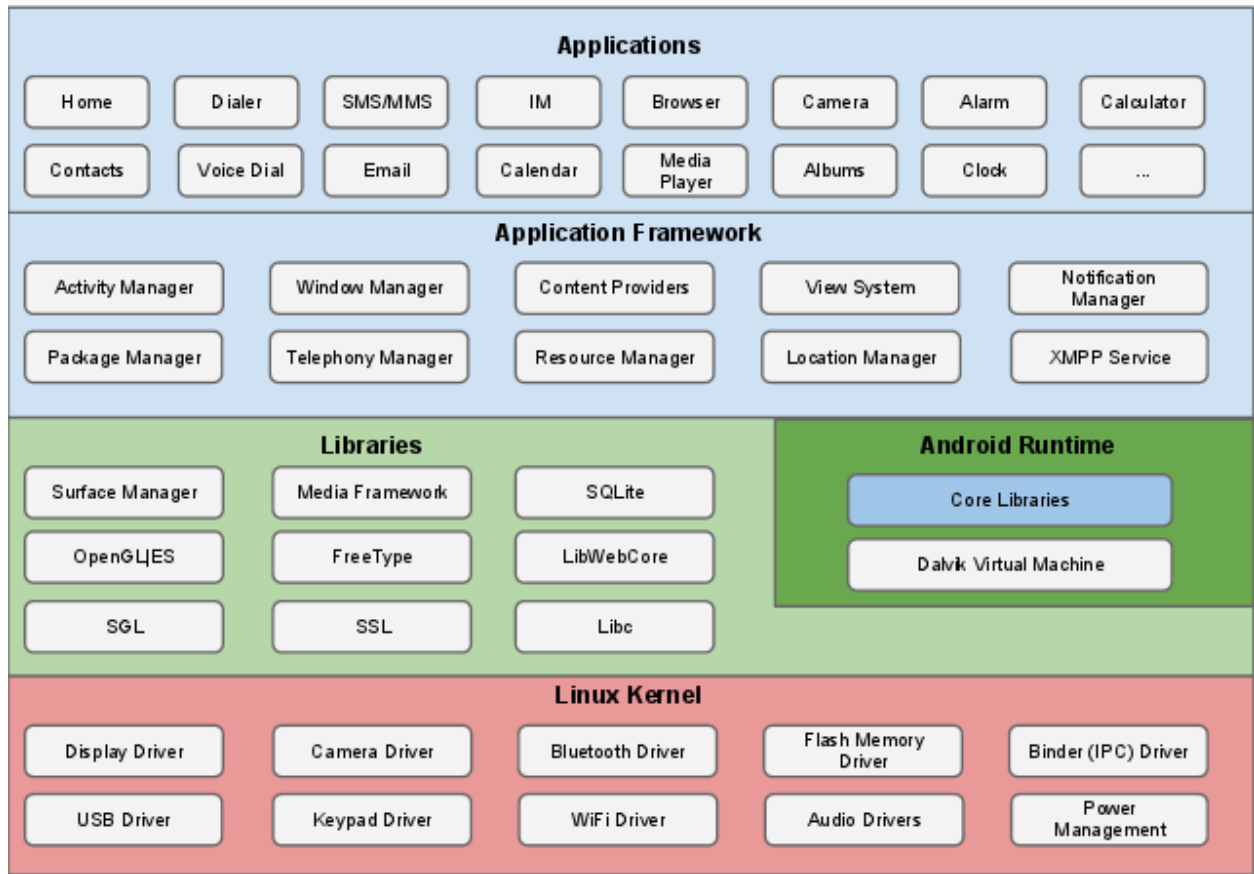 Applications
Home
Dialer
SMS/MMS
IM
Browser
Camera
Alarm
Calculator
Contacts
Voice Dial
Email
Calendar
Media
Player
Albums
Clock
...
Application Framework
Activity Manager
Window Manager
Content Providers
View System
Notification
Manager
Package Manager
Telephony Manager
Resource Manager
Location Manager
XMPP Service
Libraries
Surface Manager
Media Framework
SQLite
OpenGL|ES
FreeType
LibWebCore
SGL
SSL
Libc
Android Runtime
Core Libraries
Dalvik Virtual Machine
Linux Kernel
Display Driver
Camera Driver
Bluetooth Driver
Flash Memory
Driver
Binder (IPC) Driver
USB Driver
Keypad Driver
WiFi Driver
Audio Drivers
Power
Management